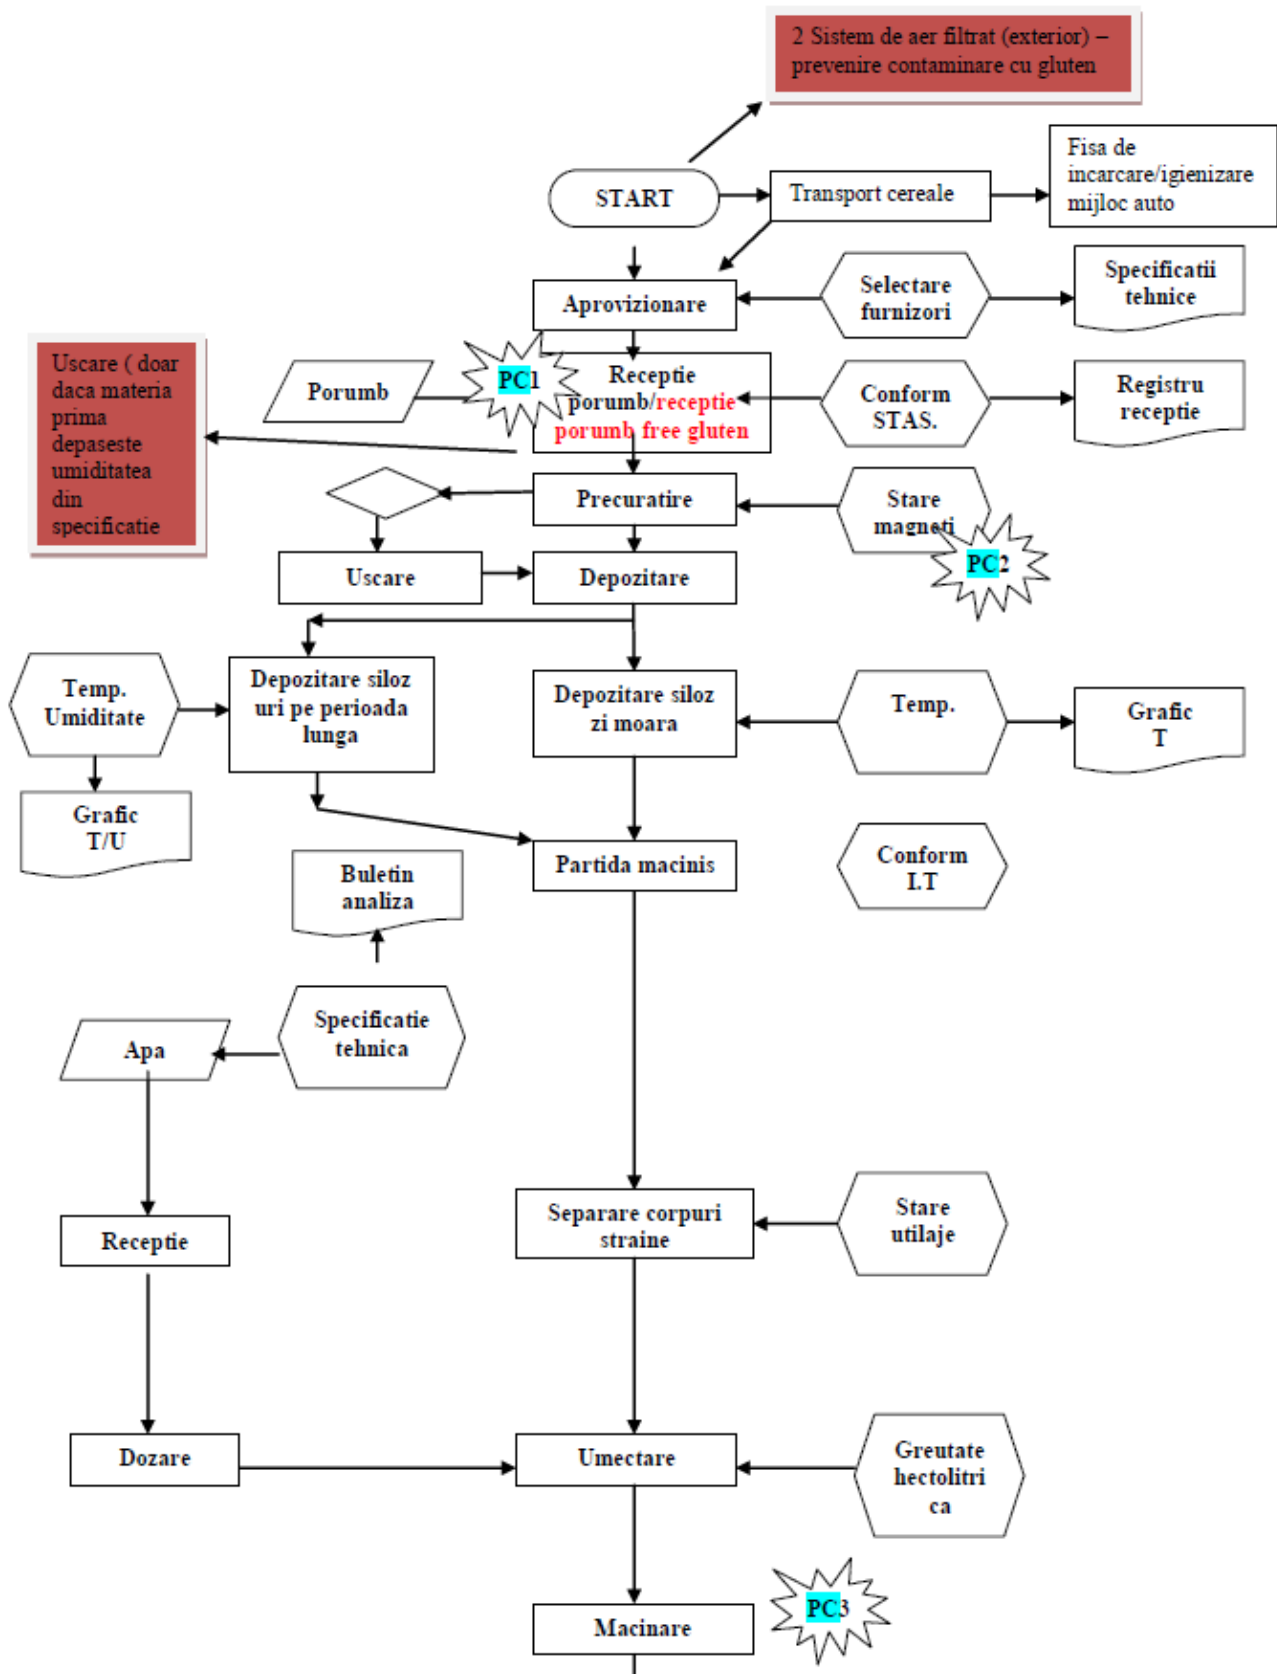 2 Sistem de aer filtrat (exterior) –
prevenire contaminare cu gluten
START
Transport cereale
Fisa de
incarcare/igienizare
mijloc auto
Aprovizionare
Selectare
furnizori
Specificatii
tehnice
Uscare ( doar
daca materia
prima
depaseste
umiditatea
din
specificatie
Porumb
PC1
Receptie
porumb/receptie
porumb free gluten
Conform
STAS.
Registru
receptie
Precuratire
Stare
magneti
PC2
Uscare
Depozitare
Temp.
Umiditate
Depozitare siloz
uri pe perioada
lunga
Depozitare siloz
zi moara
Temp.
Grafic
T
Grafic
T/U
Partida macinis
Conform
I.T
Buletin
analiza
Specificatie
tehnica
Apa
Separare corpuri
straine
Stare
utilaje
Receptie
Dozare
Umectare
Greutate
hectolitri
ca
PC3
Macinare